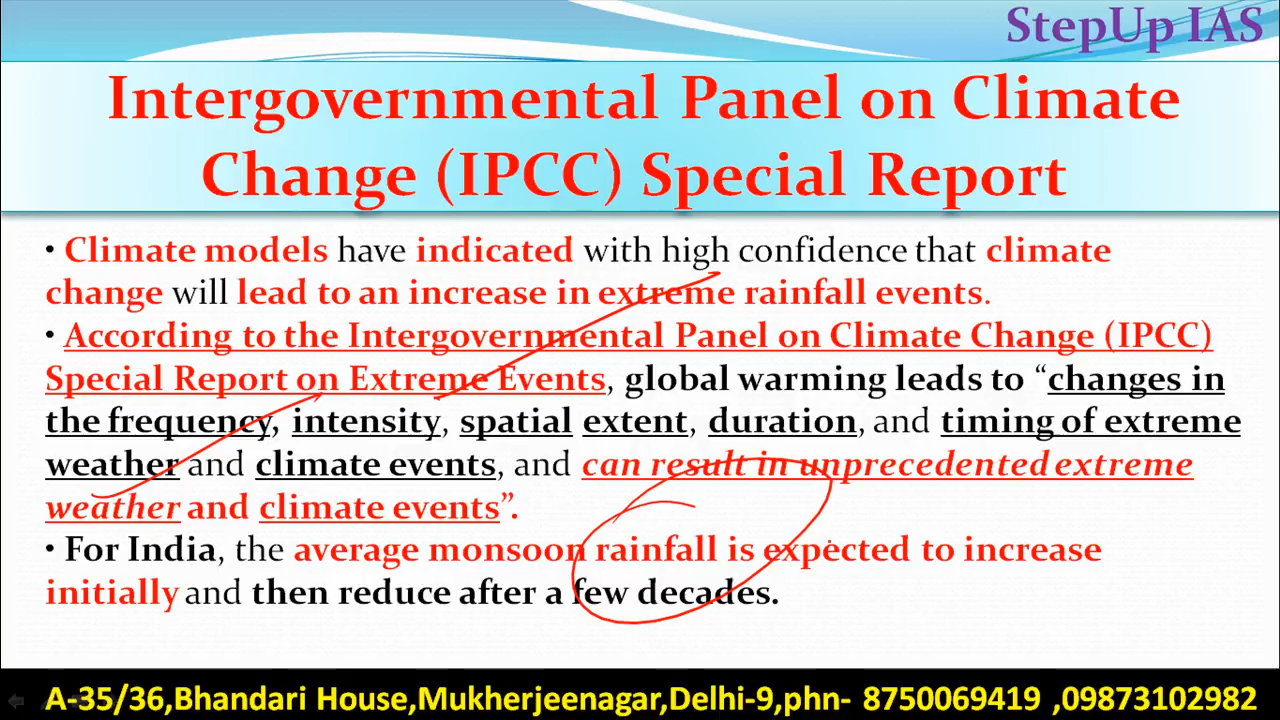 StepUp IAS
Intergovernmental Panel on Climate
Change (IPCC) Special Report
• Climate models have indicated with high confidence that climate
change will lead to an increase in extreme rainfall events.
• According to the Intergovernmental Panel on Climate Change (IPCC)
Special Report on Extreme Events, global warming leads to “changes in
the frequency, intensity, spatial extent, duration, and timing of extreme
weather and climate events, and can result in unprecedented extreme
weather and climate events”.
• For India, the average monsoon rainfall is expected to increase
initially and then reduce after a few decades.
A-35/36,Bhandari House,Mukherjeenagar,Delhi-9,phn- 8750069419 ,09873102982